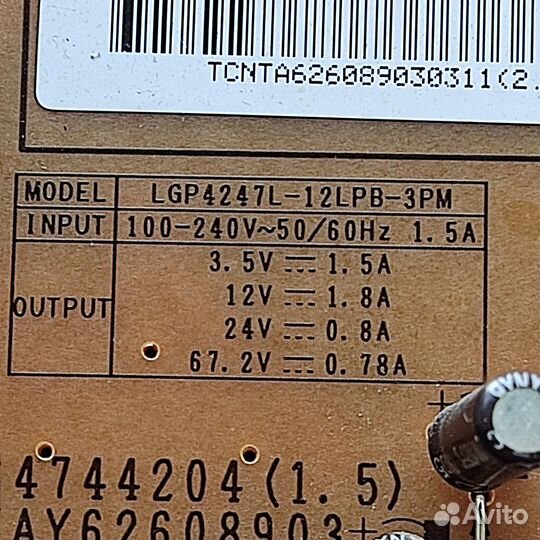 TCNTA626089030311(2.
MODEL LGP4247L-12LPB-3PM
INPUT 100-240V~50/60Hz 1.5A
OUTPUT
3.5V⎓1.5A
12V⎓1.8A
24V⎓0.8A
67.2V⎓0.78A
4744204(1.5)
AY62608903
Avito